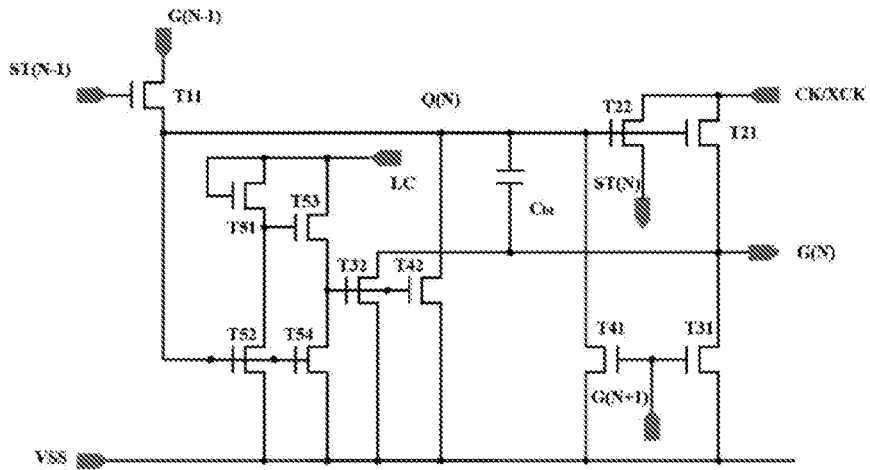 G(N-1)
ST(N-1)
T11
Q(N)
T22
CK/XCK
T21
LC
T53
ST(N)
T51
Cbt
G(N)
T32
T42
T52
T54
T41
T31
G(N+1)
VSS